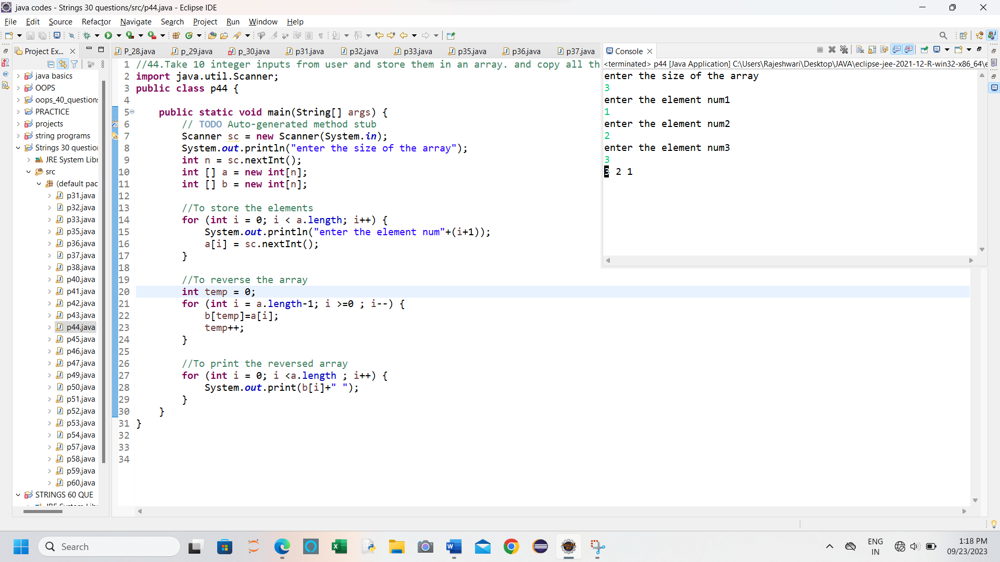 java codes - Strings 30 questions/src/p44.java - Eclipse IDE
File Edit Source Refactor Navigate Search Project Run Window Help
Project Ex...
P_28.java p_29.java p_30.java p31.java p32.java p33.java p35.java p36.java p37.java
java basics
OOPS
oops_40_questions
PRACTICE
projects
string programs
Strings 30 question
JRE System Libr
src
(default pac
p31.java
p32.java
p33.java
p35.java
p36.java
p37.java
p38.java
p40.java
p41.java
p42.java
p43.java
p44.java
p45.java
p46.java
p47.java
p49.java
p50.java
p51.java
p52.java
p53.java
p54.java
p57.java
p58.java
p59.java
p60.java
STRINGS 60 QUE
1 //44.Take 10 integer inputs from user and store them in an array. and copy all th
2 import java.util.Scanner;
3 public class p44 {
4
5 public static void main(String[] args) {
6 // TODO Auto-generated method stub
7 Scanner sc = new Scanner(System.in);
8 System.out.println("enter the size of the array");
9 int n = sc.nextInt();
10 int [] a = new int[n];
11 int [] b = new int[n];
12
13 //To store the elements
14 for (int i = 0; i < a.length; i++) {
15 System.out.println("enter the element num"+(i+1));
16 a[i] = sc.nextInt();
17 }
18
19 //To reverse the array
20 int temp = 0;
21 for (int i = a.length-1; i >=0 ; i--) {
22 b[temp]=a[i];
23 temp++;
24 }
25
26 //To print the reversed array
27 for (int i = 0; i <a.length ; i++) {
28 System.out.print(b[i]+" ");
29 }
30 }
31 }
32
33
34
Console
<terminated> p44 [Java Application] C:\Users\Rajeshwari\Desktop\JAVA\eclipse-jee-2021-12-R-win32-x86_64\e
enter the size of the array
3
enter the element num1
1
enter the element num2
2
enter the element num3
3
3 2 1
Search
ENG
IN
1:18 PM
09/23/2023